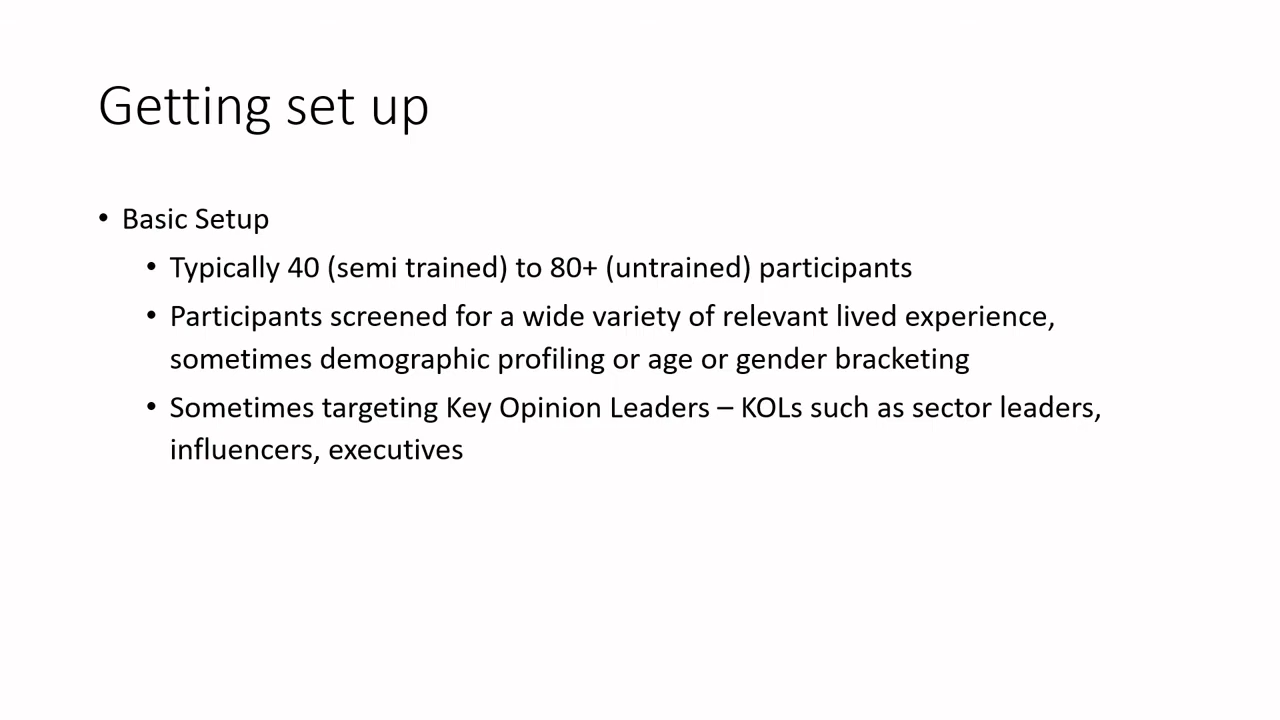 Getting set up
• Basic Setup
• Typically 40 (semi trained) to 80+ (untrained) participants
• Participants screened for a wide variety of relevant lived experience,
sometimes demographic profiling or age or gender bracketing
• Sometimes targeting Key Opinion Leaders – KOLs such as sector leaders,
influencers, executives